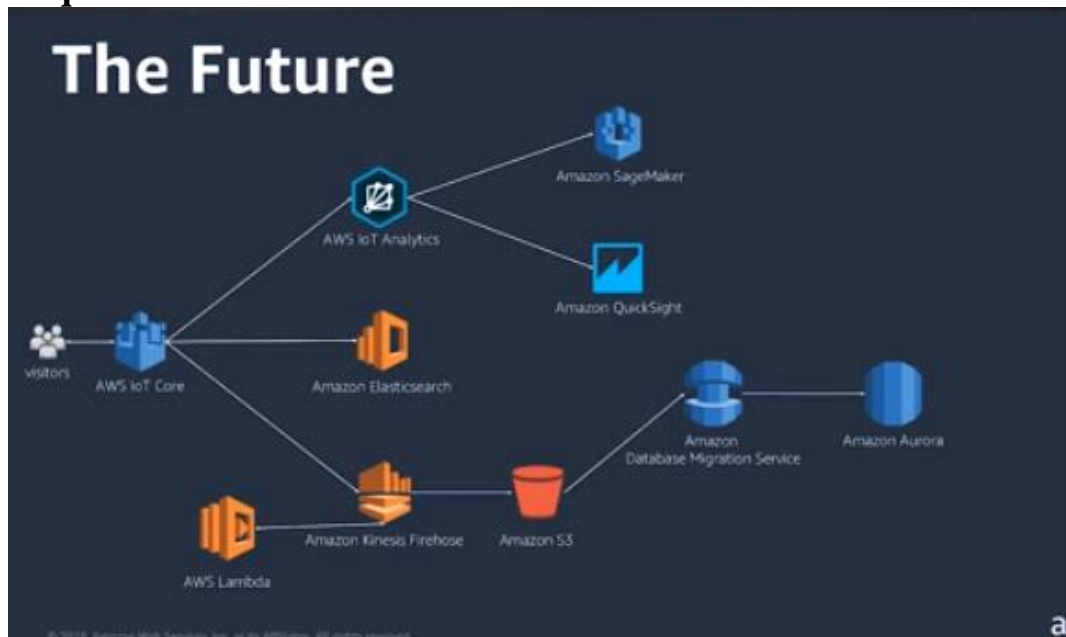 The Future
Amazon SageMaker
AWS IoT Analytics
Amazon QuickSight
visitors
AWS IoT Core
Amazon Elasticsearch
Amazon
Database Migration Service
Amazon Aurora
Amazon Kinesis Firehose
Amazon S3
AWS Lambda
a